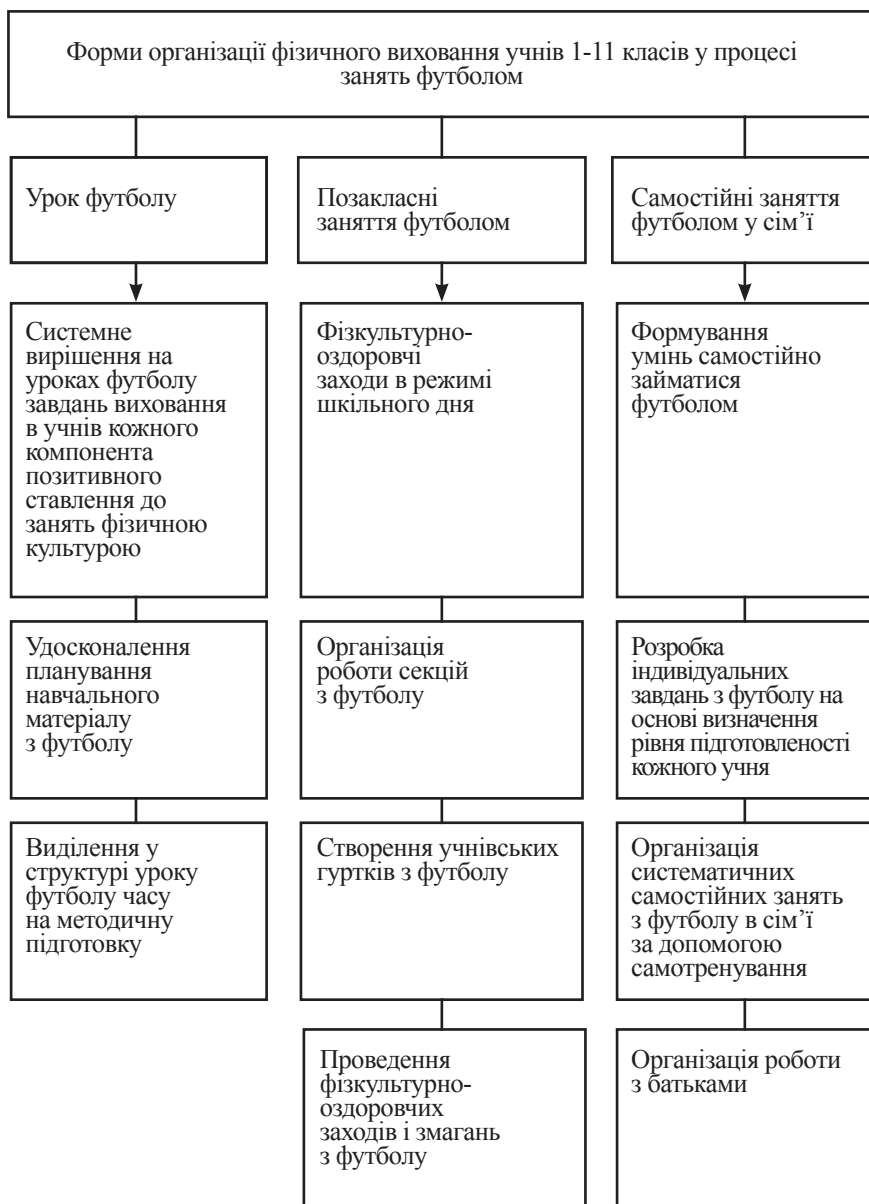 Форми організації фізичного виховання учнів 1-11 класів у процесі
занять футболом
Урок футболу
Позакласні
заняття футболом
Самостійні заняття
футболом у сім’ї
Системне
вирішення на
уроках футболу
завдань виховання
в учнів кожного
компонента
позитивного
ставлення до
занять фізичною
культурою
Фізкультурно-
оздоровчі
заходи в режимі
шкільного дня
Формування
умінь самостійно
займатися
футболом
Удосконалення
планування
навчального
матеріалу
з футболу
Організація
роботи секцій
з футболу
Розробка
індивідуальних
завдань з футболу на
основі визначення
рівня підготовленості
кожного учня
Виділення у
структурі уроку
футболу часу
на методичну
підготовку
Створення учнівських
гуртків з футболу
Організація
систематичних
самостійних занять
з футболу в сім’ї
за допомогою
самотренування
Проведення
фізкультурно-
оздоровчих
заходів і змагань
з футболу
Організація роботи
з батьками